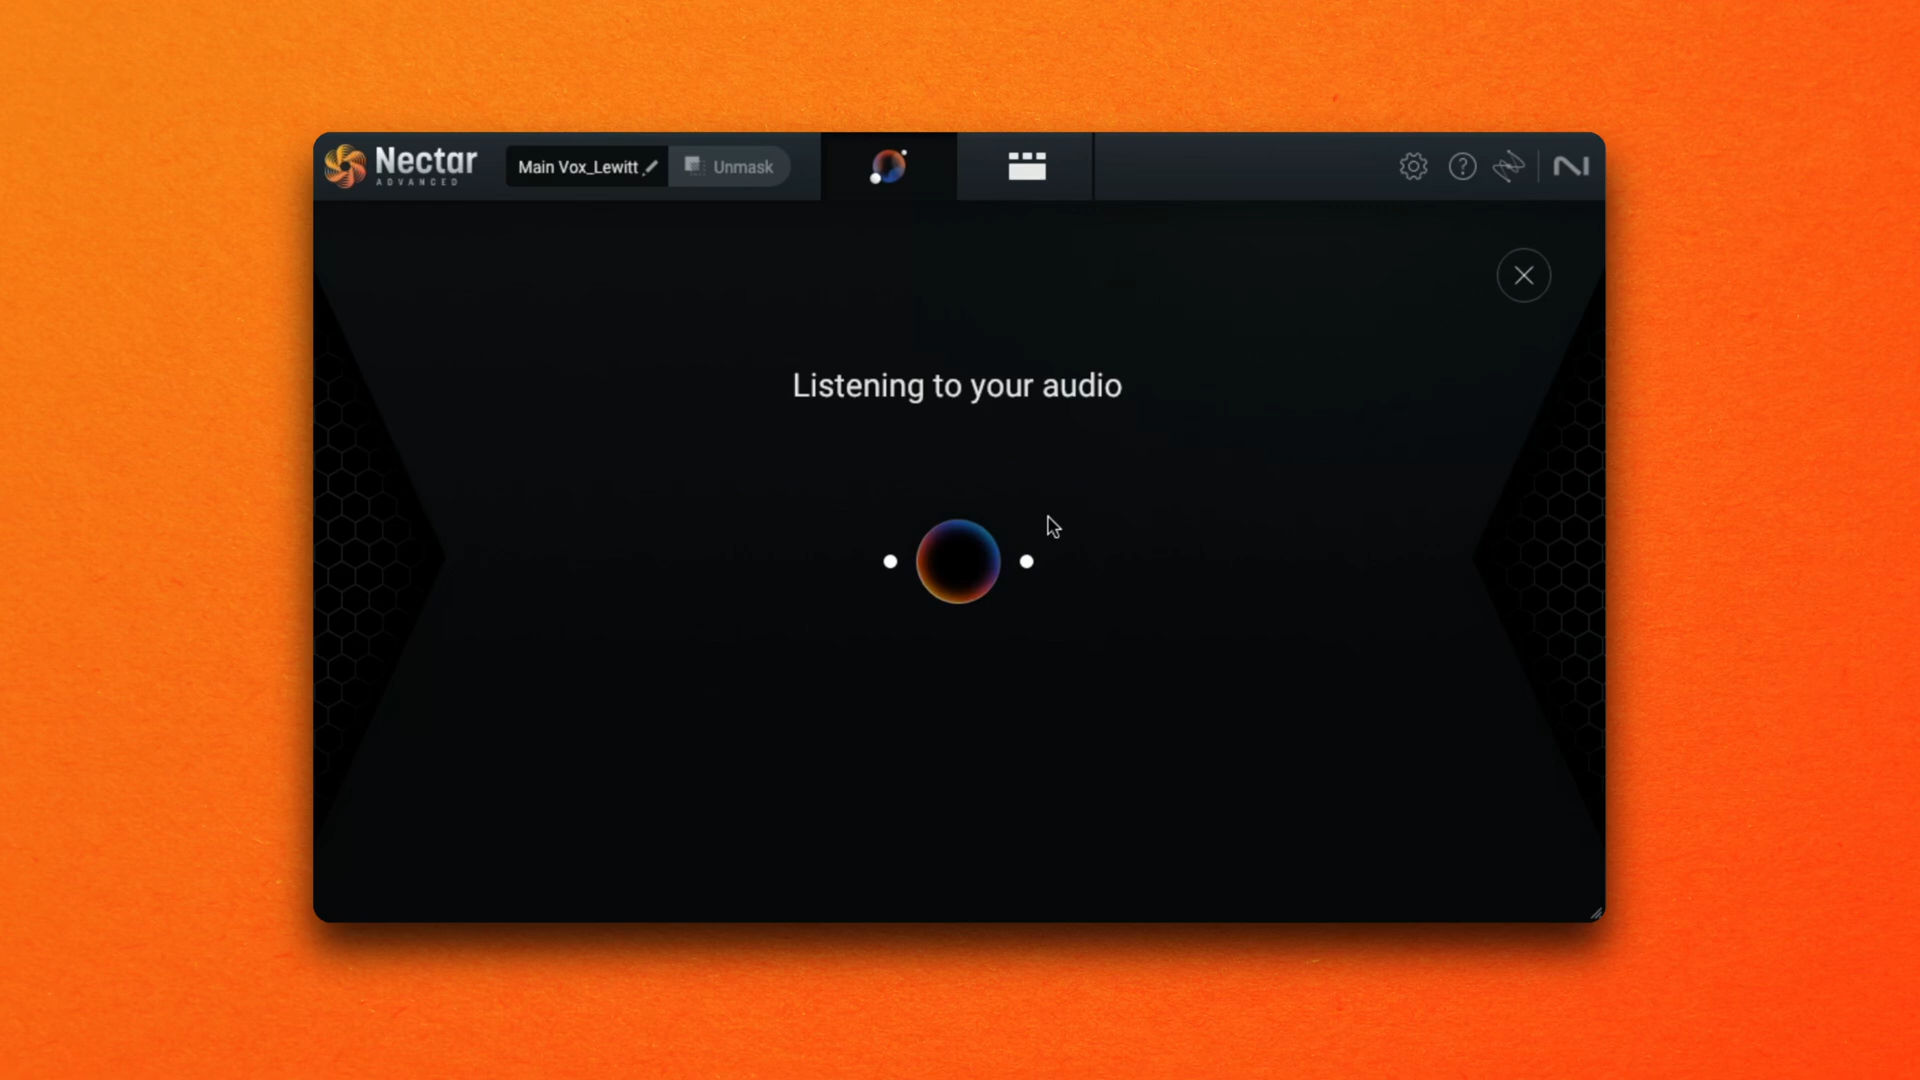 Nectar
ADVANCED
Main Vox_Lewitt
Unmask
?
Listening to your audio